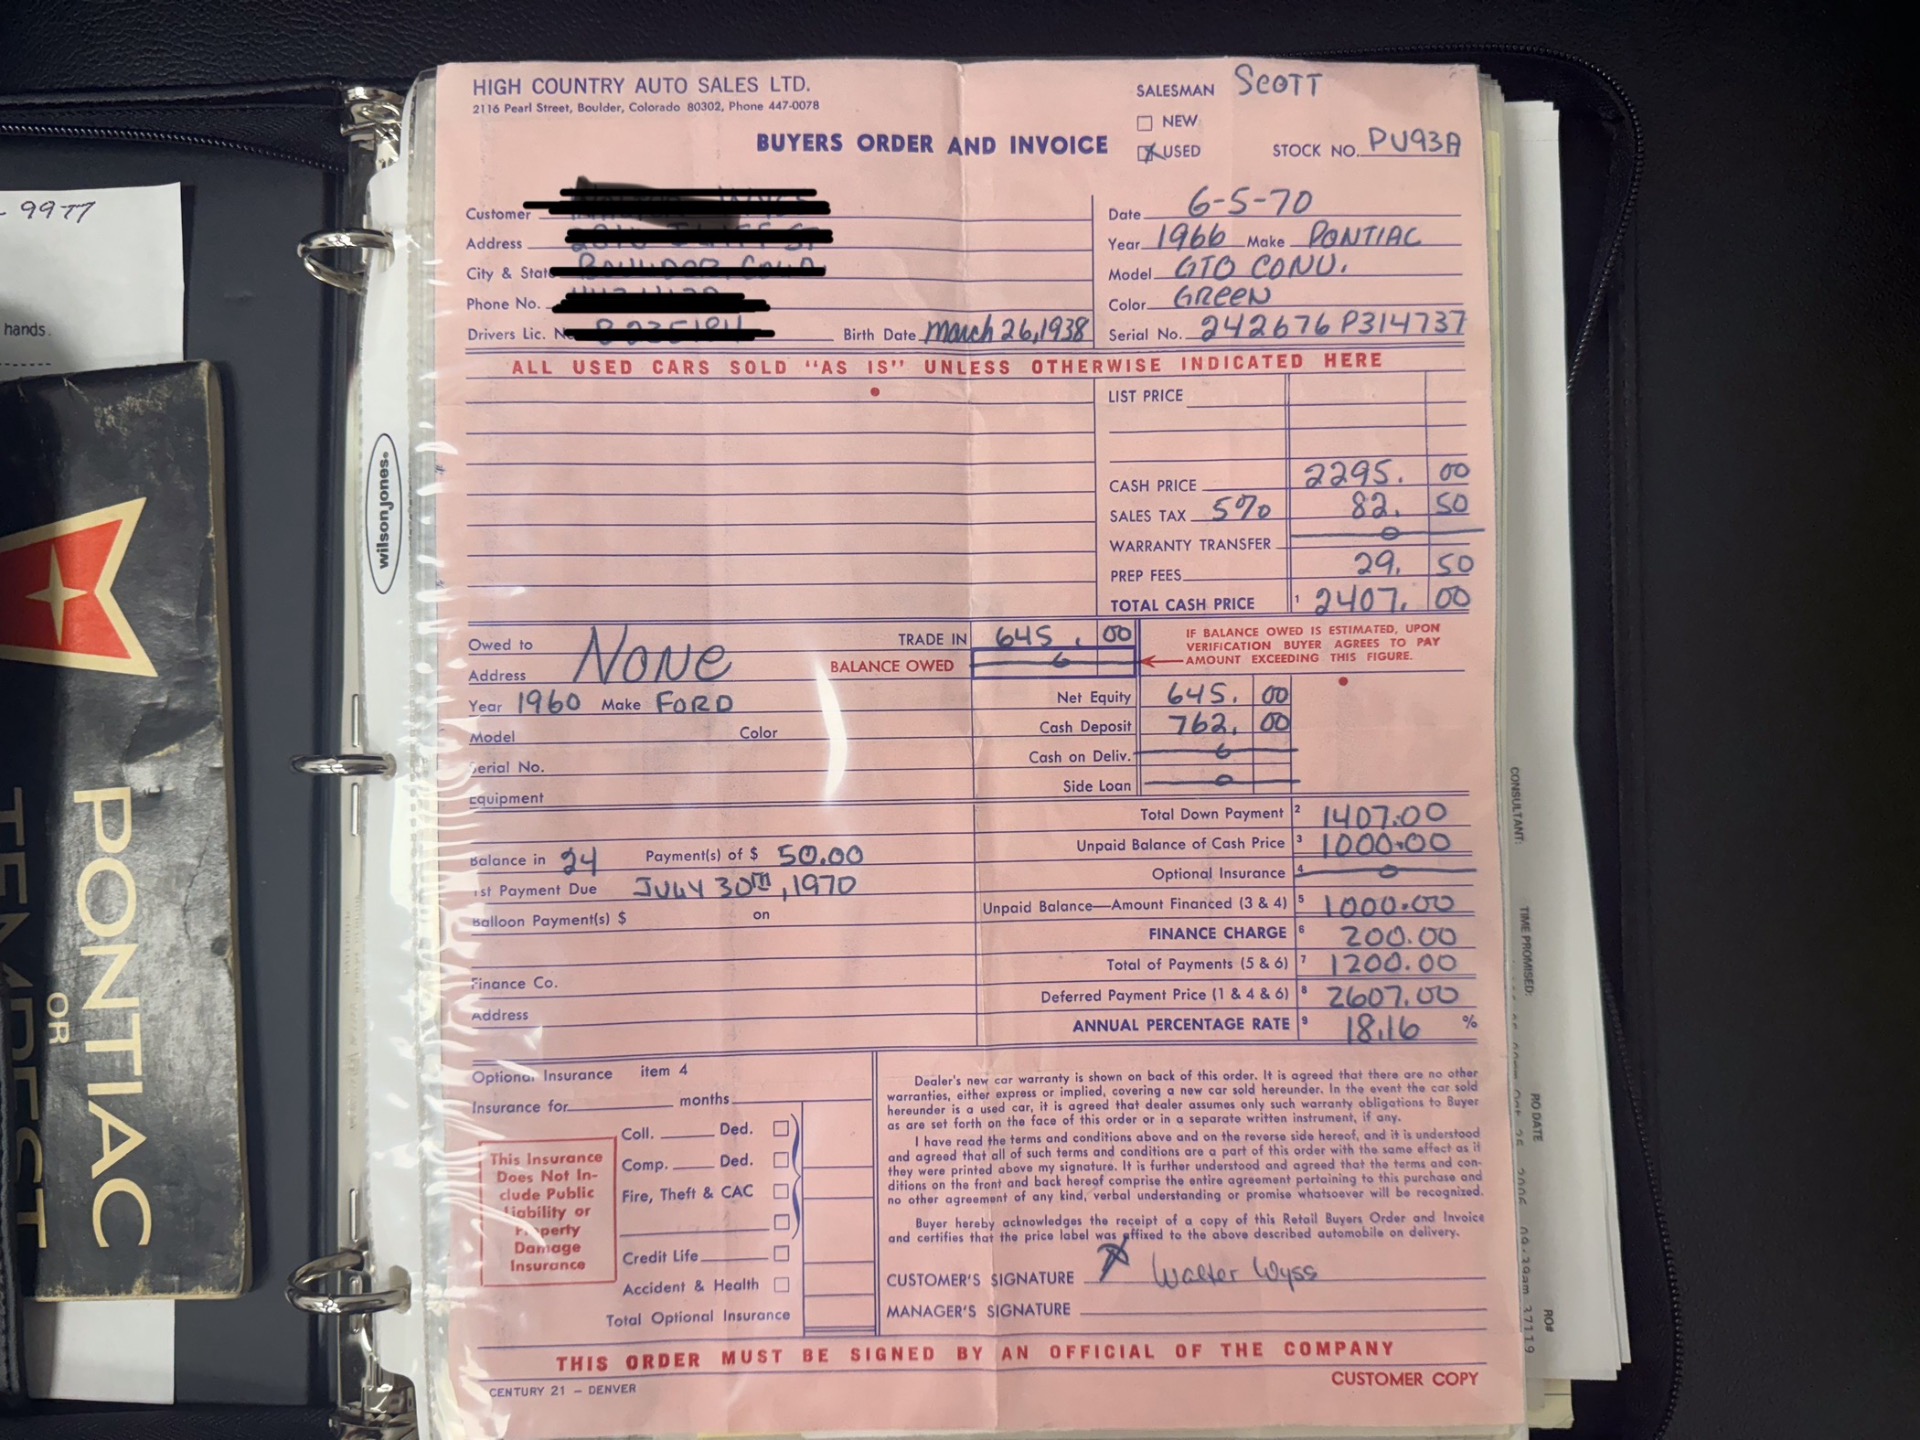 HIGH COUNTRY AUTO SALES LTD.
2116 Pearl Street, Boulder, Colorado 80302, Phone 447-0078
BUYERS ORDER AND INVOICE
SALESMAN SCOTT
NEW
USED
STOCK NO. PU93A
Customer
Address
City & State
Phone No.
Drivers Lic. N
Birth Date March 26, 1938
Date 6-5-70
Year 1966 Make PONTIAC
Model GTO CONV.
Color GREEN
Serial No. 242676P314737
ALL USED CARS SOLD "AS IS" UNLESS OTHERWISE INDICATED HERE
LIST PRICE
CASH PRICE 2295. 00
SALES TAX 5% 82. 50
WARRANTY TRANSFER 0
PREP FEES 29. 50
TOTAL CASH PRICE 1 2407. 00
Owed to NONE
Address
TRADE IN 645. 00
BALANCE OWED 0
IF BALANCE OWED IS ESTIMATED, UPON
VERIFICATION BUYER AGREES TO PAY
AMOUNT EXCEEDING THIS FIGURE.
Year 1960 Make FORD
Model Color
Serial No.
Equipment
Net Equity 645. 00
Cash Deposit 762. 00
Cash on Deliv. 0
Side Loan 0
Total Down Payment 2 1407.00
Unpaid Balance of Cash Price 3 1000.00
Optional Insurance 4 0
Unpaid Balance—Amount Financed (3 & 4) 5 1000.00
FINANCE CHARGE 6 200.00
Total of Payments (5 & 6) 7 1200.00
Deferred Payment Price (1 & 4 & 6) 8 2607.00
ANNUAL PERCENTAGE RATE 9 18.16 %
Balance in 24 Payment(s) of $ 50.00
1st Payment Due JULY 30TH, 1970
Balloon Payment(s) $ on
Finance Co.
Address
Optional Insurance item 4
Insurance for months
Coll. Ded.
Comp. Ded.
Fire, Theft & CAC
Credit Life
Accident & Health
Total Optional Insurance
This Insurance
Does Not In-
clude Public
Liability or
Property
Damage
Insurance
Dealer's new car warranty is shown on back of this order. It is agreed that there are no other
warranties, either express or implied, covering a new car sold hereunder. In the event the car sold
hereunder is a used car, it is agreed that dealer assumes only such warranty obligations to Buyer
as are set forth on the face of this order or in a separate written instrument, if any.
I have read the terms and conditions above and on the reverse side hereof, and it is understood
and agreed that all of such terms and conditions are a part of this order with the same effect as if
they were printed above my signature. It is further understood and agreed that the terms and con-
ditions on the front and back hereof comprise the entire agreement pertaining to this purchase and
no other agreement of any kind, verbal understanding or promise whatsoever will be recognized.
Buyer hereby acknowledges the receipt of a copy of this Retail Buyers Order and Invoice
and certifies that the price label was affixed to the above described automobile on delivery.
CUSTOMER'S SIGNATURE X Walter Wyss
MANAGER'S SIGNATURE
THIS ORDER MUST BE SIGNED BY AN OFFICIAL OF THE COMPANY
CENTURY 21 – DENVER
CUSTOMER COPY
- 9977
hands.
wilsonjones
PONTIAC
OR
TEMPEST
CONSULTANT:
TIME PROMISED:
RO DATE
RO#
37119